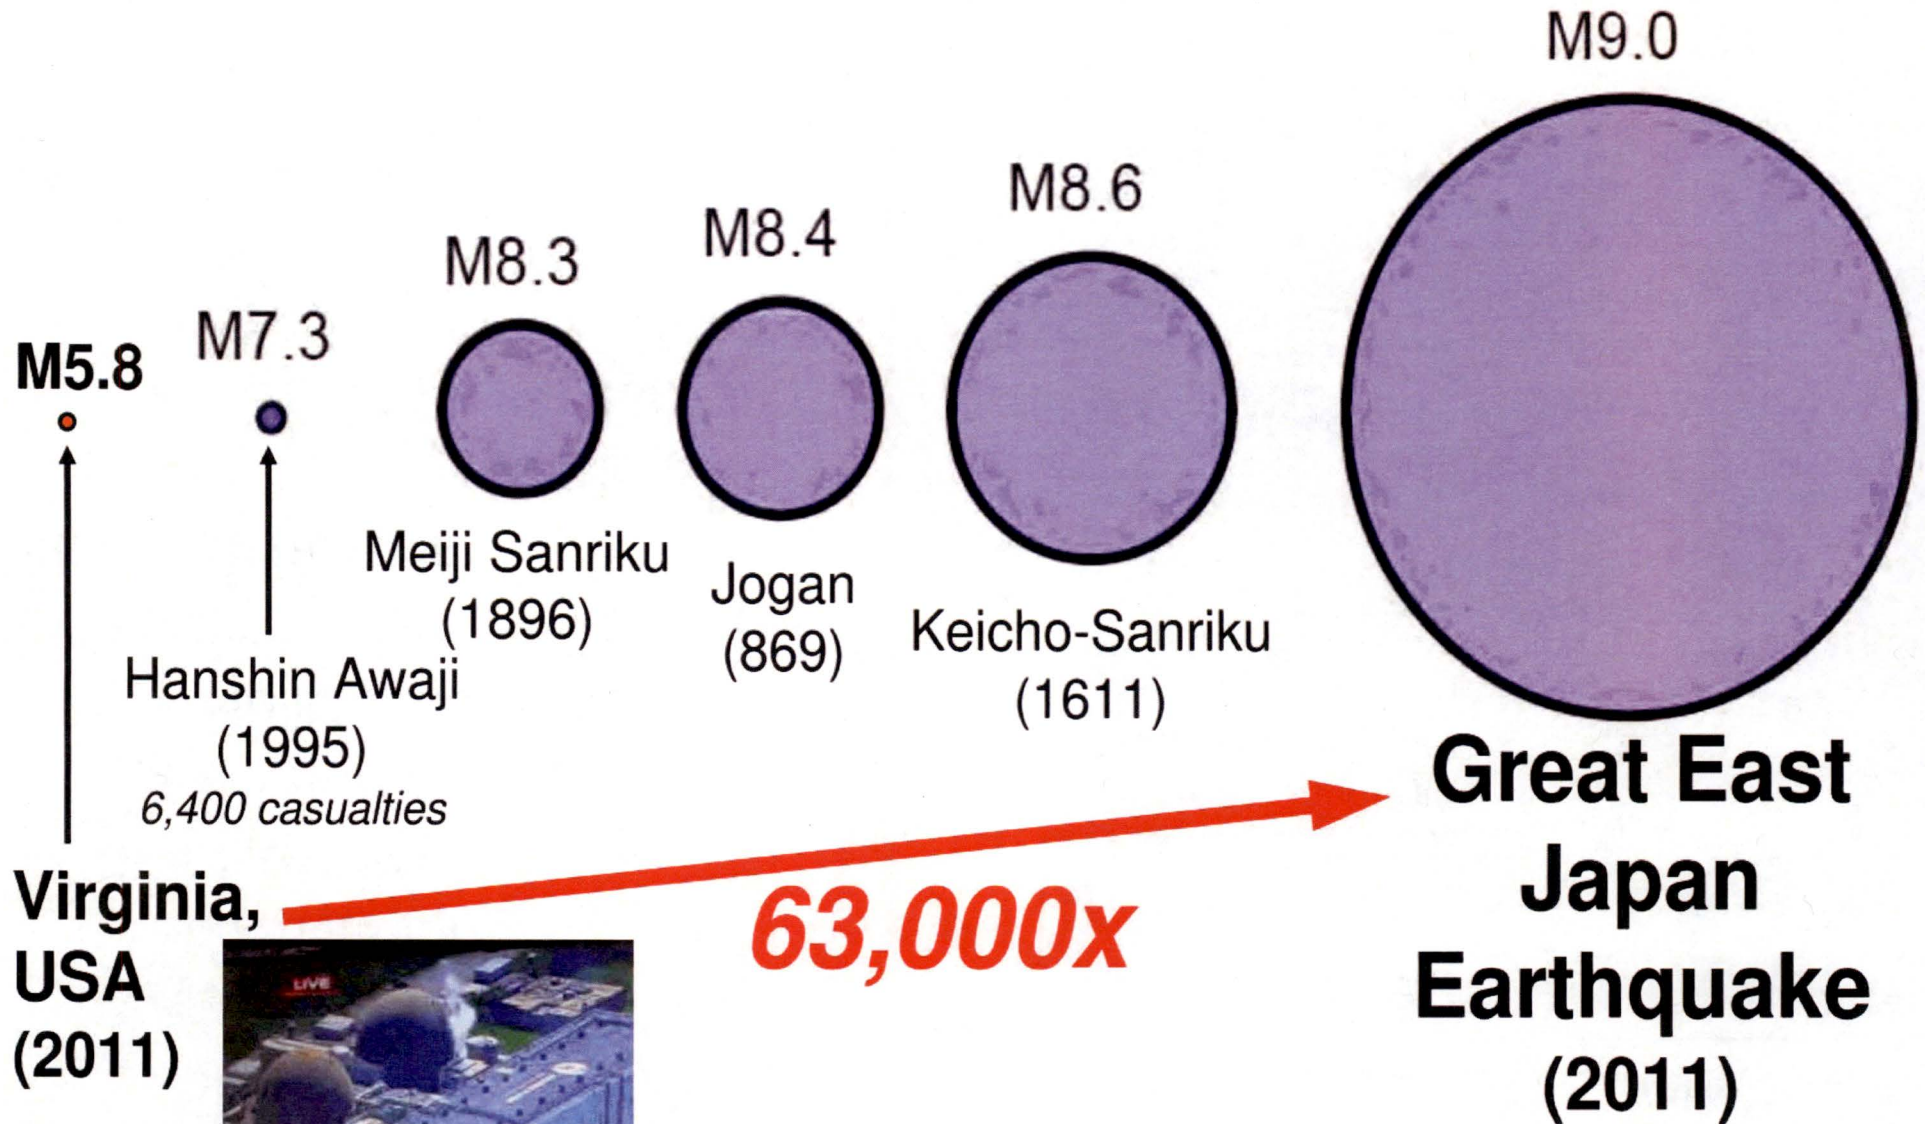 M9.0
M8.6
M8.4
M8.3
M7.3
M5.8
Meiji Sanriku
(1896)
Jogan
(869)
Keicho-Sanriku
(1611)
Hanshin Awaji
(1995)
6,400 casualties
Great East
Japan
Earthquake
(2011)
Virginia,
USA
(2011)
63,000x
LIVE